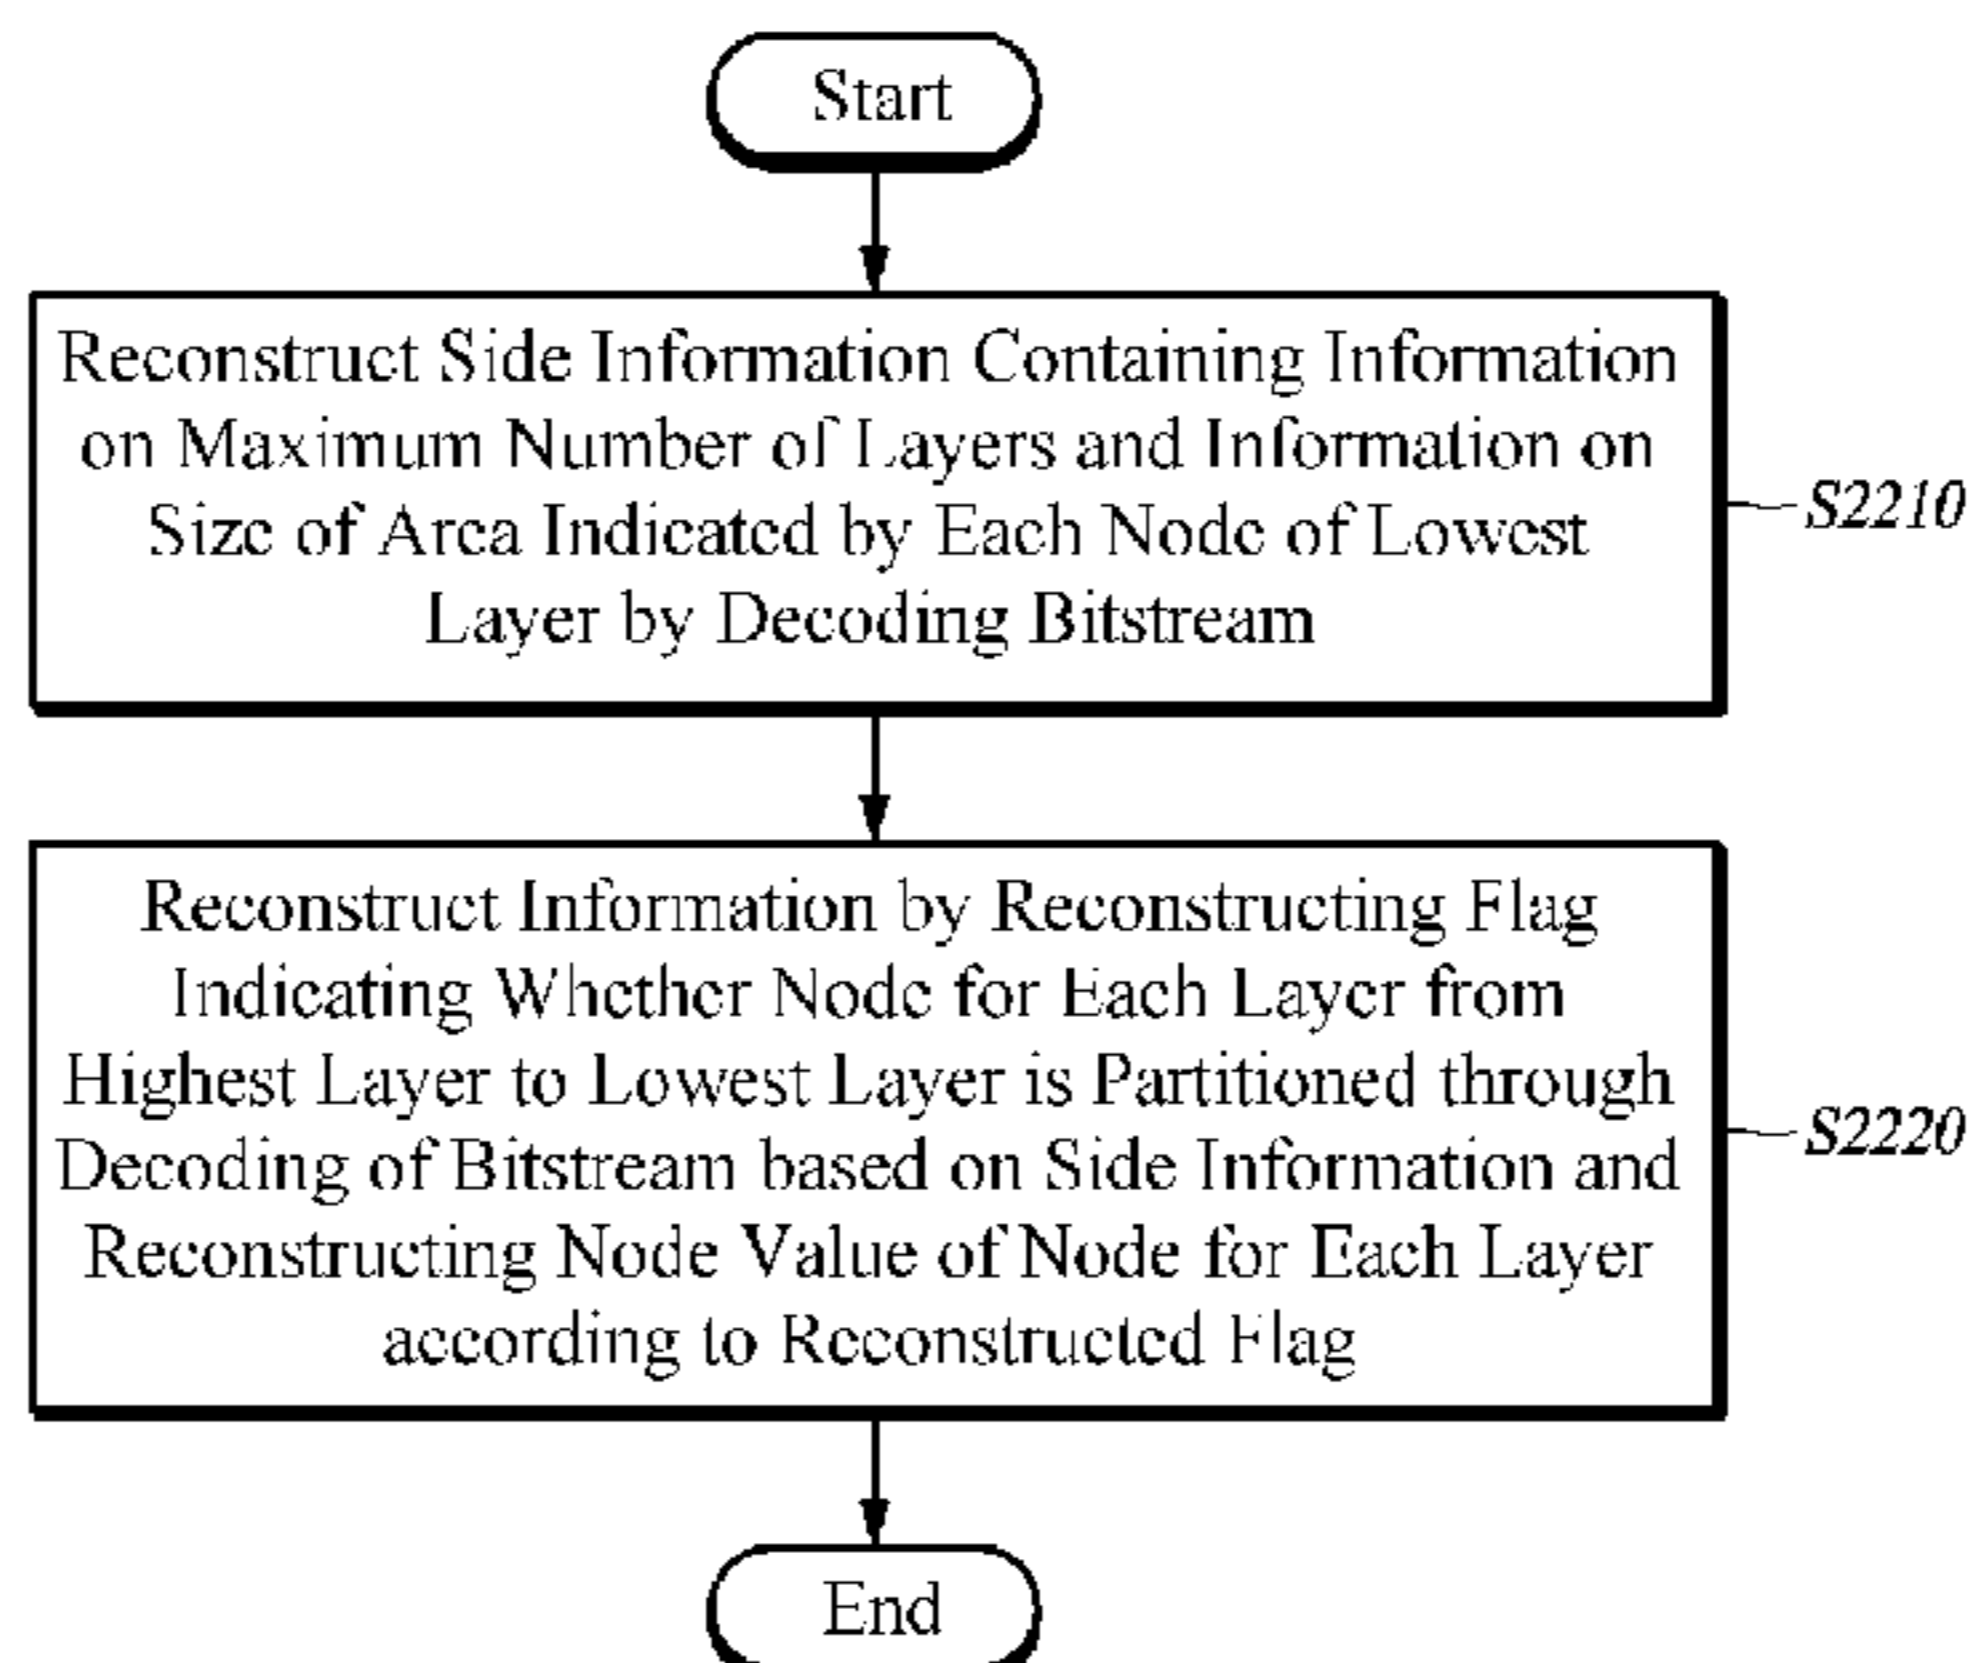 Start
Reconstruct Side Information Containing Information
on Maximum Number of Layers and Information on
Size of Area Indicated by Each Node of Lowest
Layer by Decoding Bitstream
S2210
Reconstruct Information by Reconstructing Flag
Indicating Whether Node for Each Layer from
Highest Layer to Lowest Layer is Partitioned through
Decoding of Bitstream based on Side Information and
Reconstructing Node Value of Node for Each Layer
according to Reconstructed Flag
S2220
End